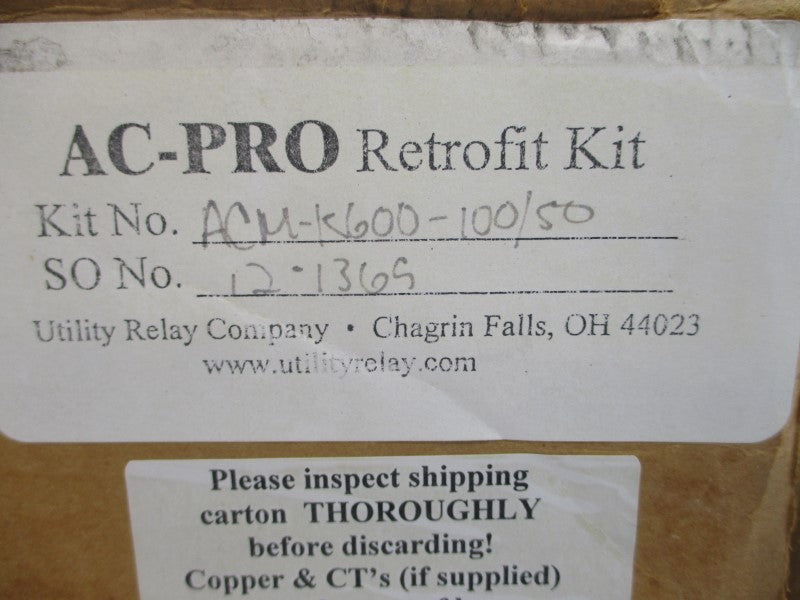 AC-PRO Retrofit Kit
Kit No. ACM-K600-100/50
SO No. 12-1369
Utility Relay Company • Chagrin Falls, OH 44023
www.utilityrelay.com
Please inspect shipping
carton THOROUGHLY
before discarding!
Copper & CT's (if supplied)